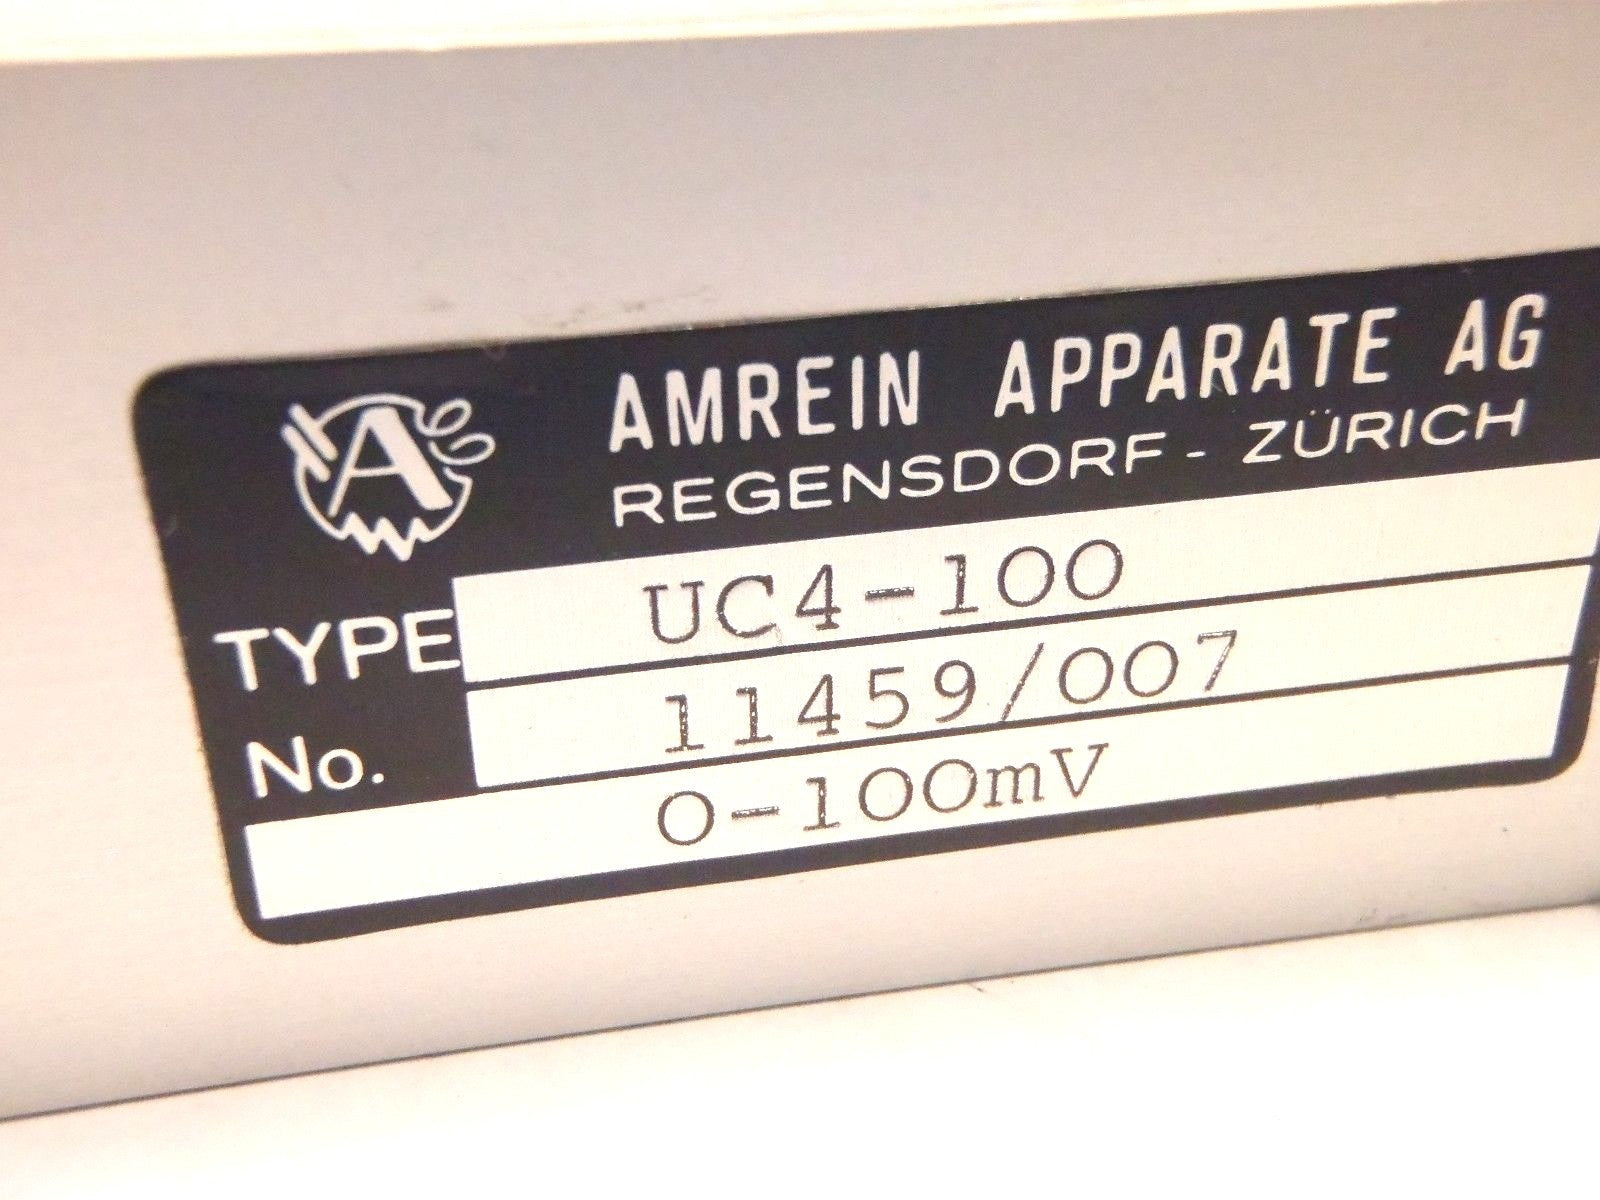 A
AMREIN APPARATE AG
REGENSDORF - ZÜRICH
TYPE UC4-100
No. 11459/007
0-100mV